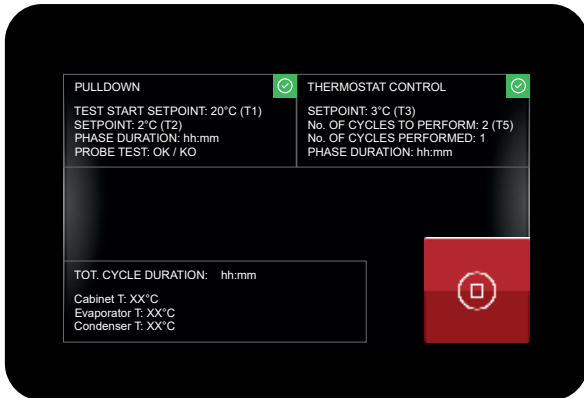 PULLDOWN
TEST START SETPOINT: 20°C (T1)
SETPOINT: 2°C (T2)
PHASE DURATION: hh:mm
PROBE TEST: OK / KO
THERMOSTAT CONTROL
SETPOINT: 3°C (T3)
No. OF CYCLES TO PERFORM: 2 (T5)
No. OF CYCLES PERFORMED: 1
PHASE DURATION: hh:mm
TOT. CYCLE DURATION: hh:mm
Cabinet T: XX°C
Evaporator T: XX°C
Condenser T: XX°C